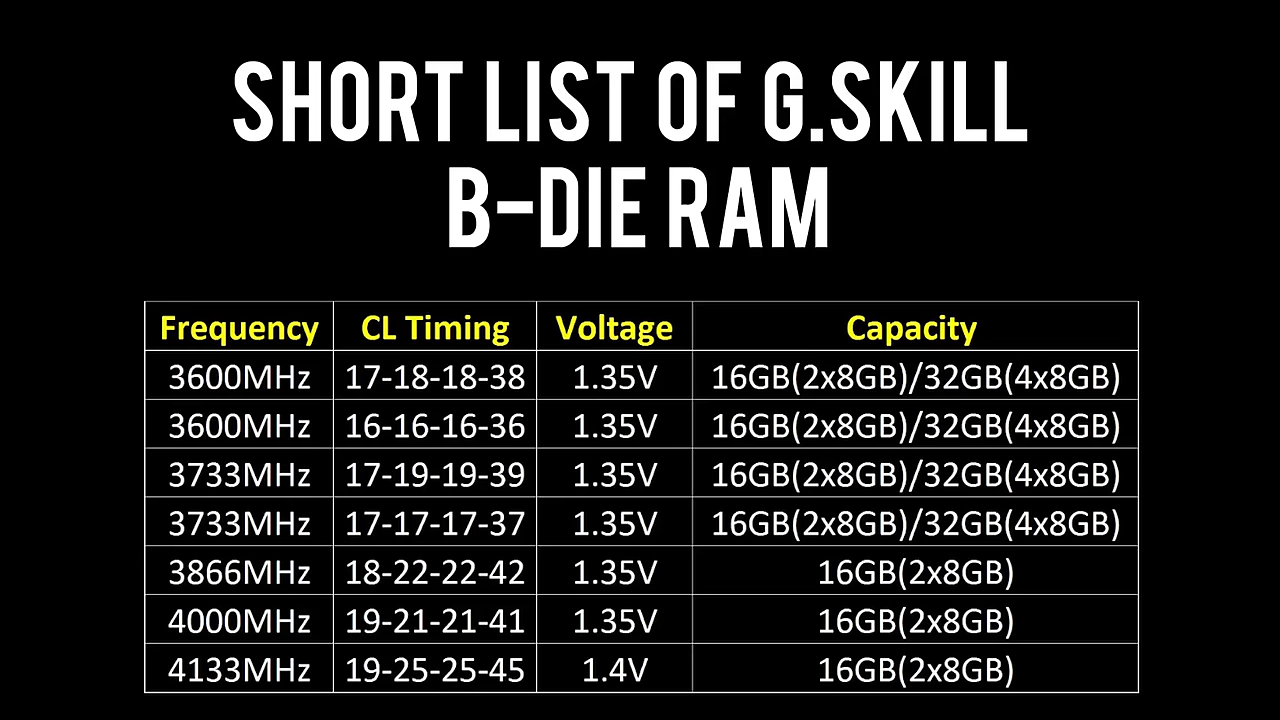 SHORT LIST OF G.SKILL
B-DIE RAM
Frequency CL Timing Voltage Capacity
3600MHz 17-18-18-38 1.35V 16GB(2x8GB)/32GB(4x8GB)
3600MHz 16-16-16-36 1.35V 16GB(2x8GB)/32GB(4x8GB)
3733MHz 17-19-19-39 1.35V 16GB(2x8GB)/32GB(4x8GB)
3733MHz 17-17-17-37 1.35V 16GB(2x8GB)/32GB(4x8GB)
3866MHz 18-22-22-42 1.35V 16GB(2x8GB)
4000MHz 19-21-21-41 1.35V 16GB(2x8GB)
4133MHz 19-25-25-45 1.4V 16GB(2x8GB)